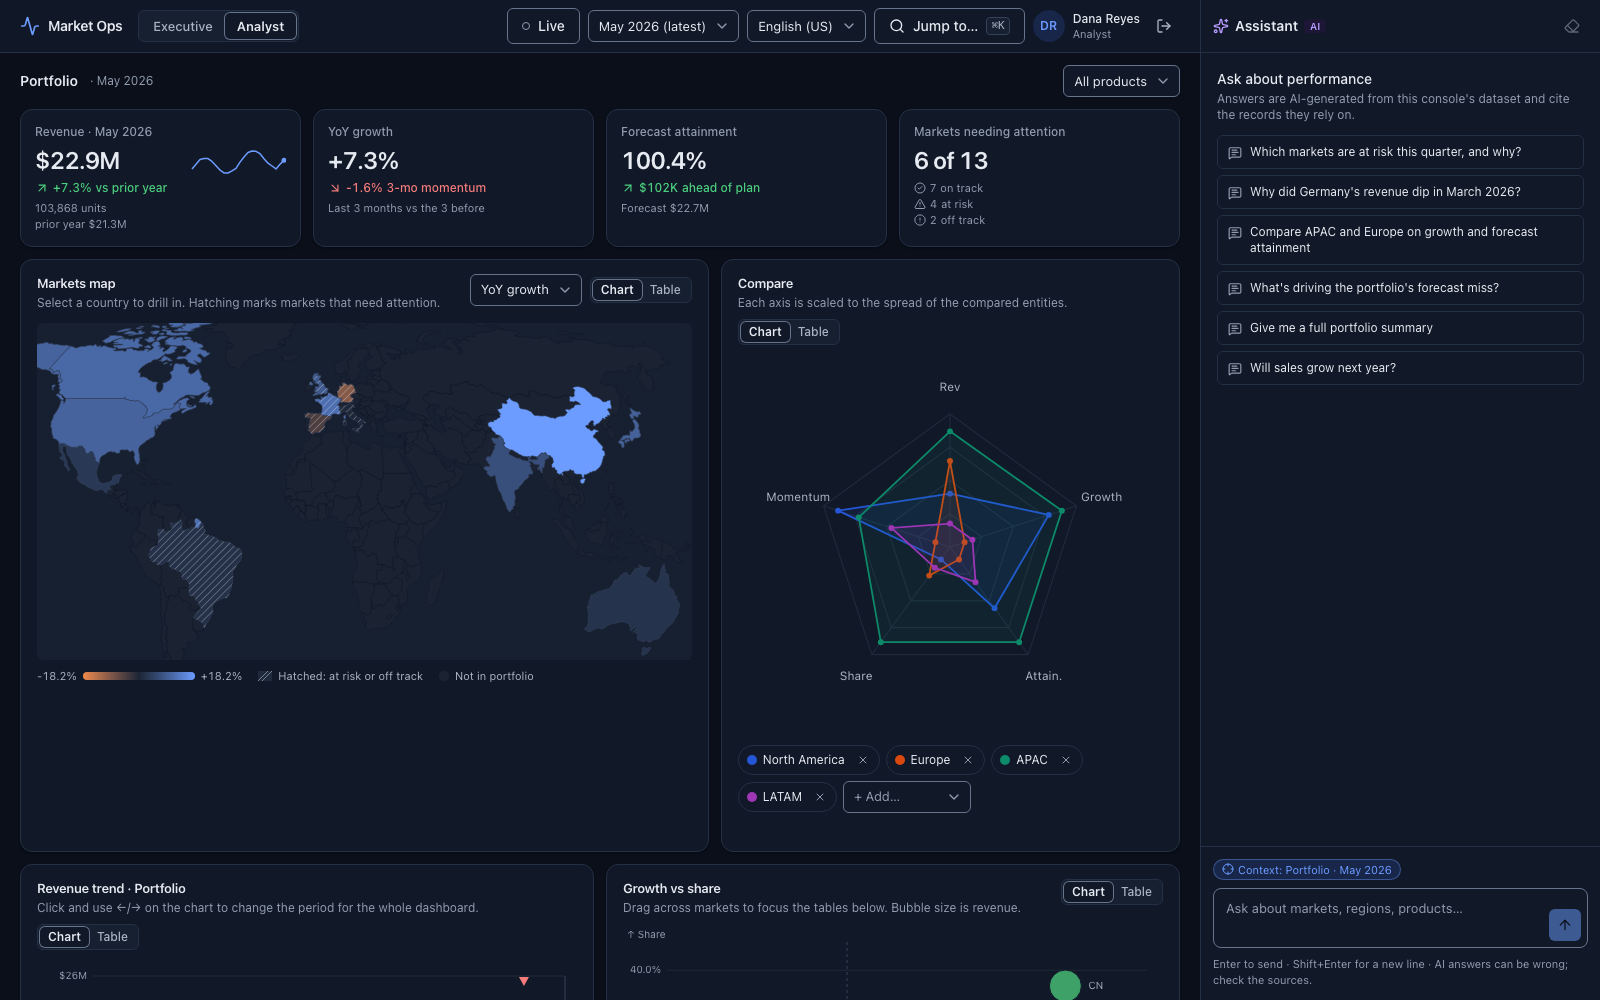 Market Ops
Executive
Analyst
Live
May 2026 (latest)
English (US)
Jump to...
⌘K
DR
Dana Reyes
Analyst
Assistant
AI
Portfolio
· May 2026
All products
Revenue · May 2026
$22.9M
+7.3% vs prior year
103,868 units
prior year $21.3M
YoY growth
+7.3%
-1.6% 3-mo momentum
Last 3 months vs the 3 before
Forecast attainment
100.4%
$102K ahead of plan
Forecast $22.7M
Markets needing attention
6 of 13
7 on track
4 at risk
2 off track
Markets map
Select a country to drill in. Hatching marks markets that need attention.
YoY growth
Chart
Table
-18.2%
+18.2%
Hatched: at risk or off track
Not in portfolio
Compare
Each axis is scaled to the spread of the compared entities.
Chart
Table
Rev
Momentum
Growth
Share
Attain.
North America
Europe
APAC
LATAM
+ Add...
Revenue trend · Portfolio
Click and use ←/→ on the chart to change the period for the whole dashboard.
Chart
Table
$26M
Growth vs share
Drag across markets to focus the tables below. Bubble size is revenue.
Chart
Table
↑ Share
40.0%
CN
Ask about performance
Answers are AI-generated from this console's dataset and cite
the records they rely on.
Which markets are at risk this quarter, and why?
Why did Germany's revenue dip in March 2026?
Compare APAC and Europe on growth and forecast
attainment
What's driving the portfolio's forecast miss?
Give me a full portfolio summary
Will sales grow next year?
Context: Portfolio · May 2026
Ask about markets, regions, products...
Enter to send · Shift+Enter for a new line · AI answers can be wrong;
check the sources.